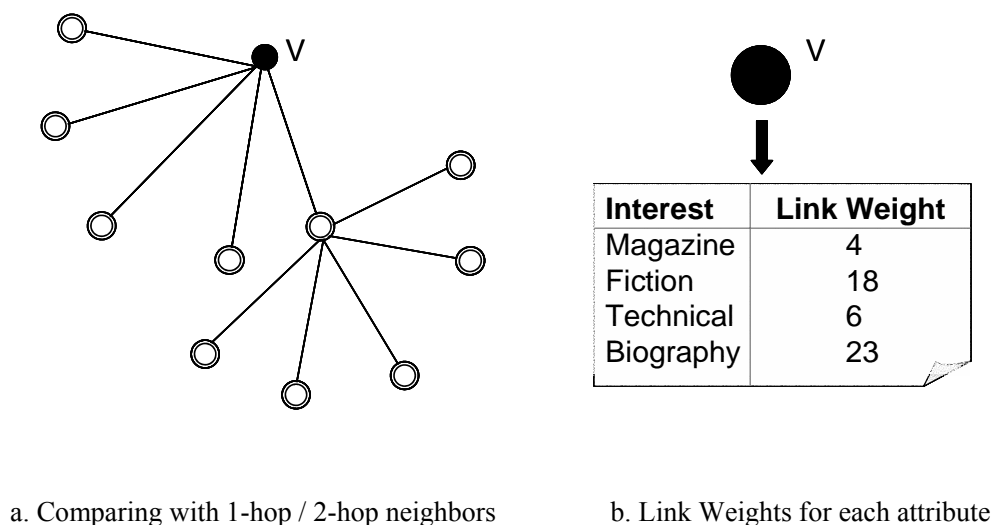 V
V
Interest Link Weight
Magazine 4
Fiction 18
Technical 6
Biography 23
a. Comparing with 1-hop / 2-hop neighbors
b. Link Weights for each attribute